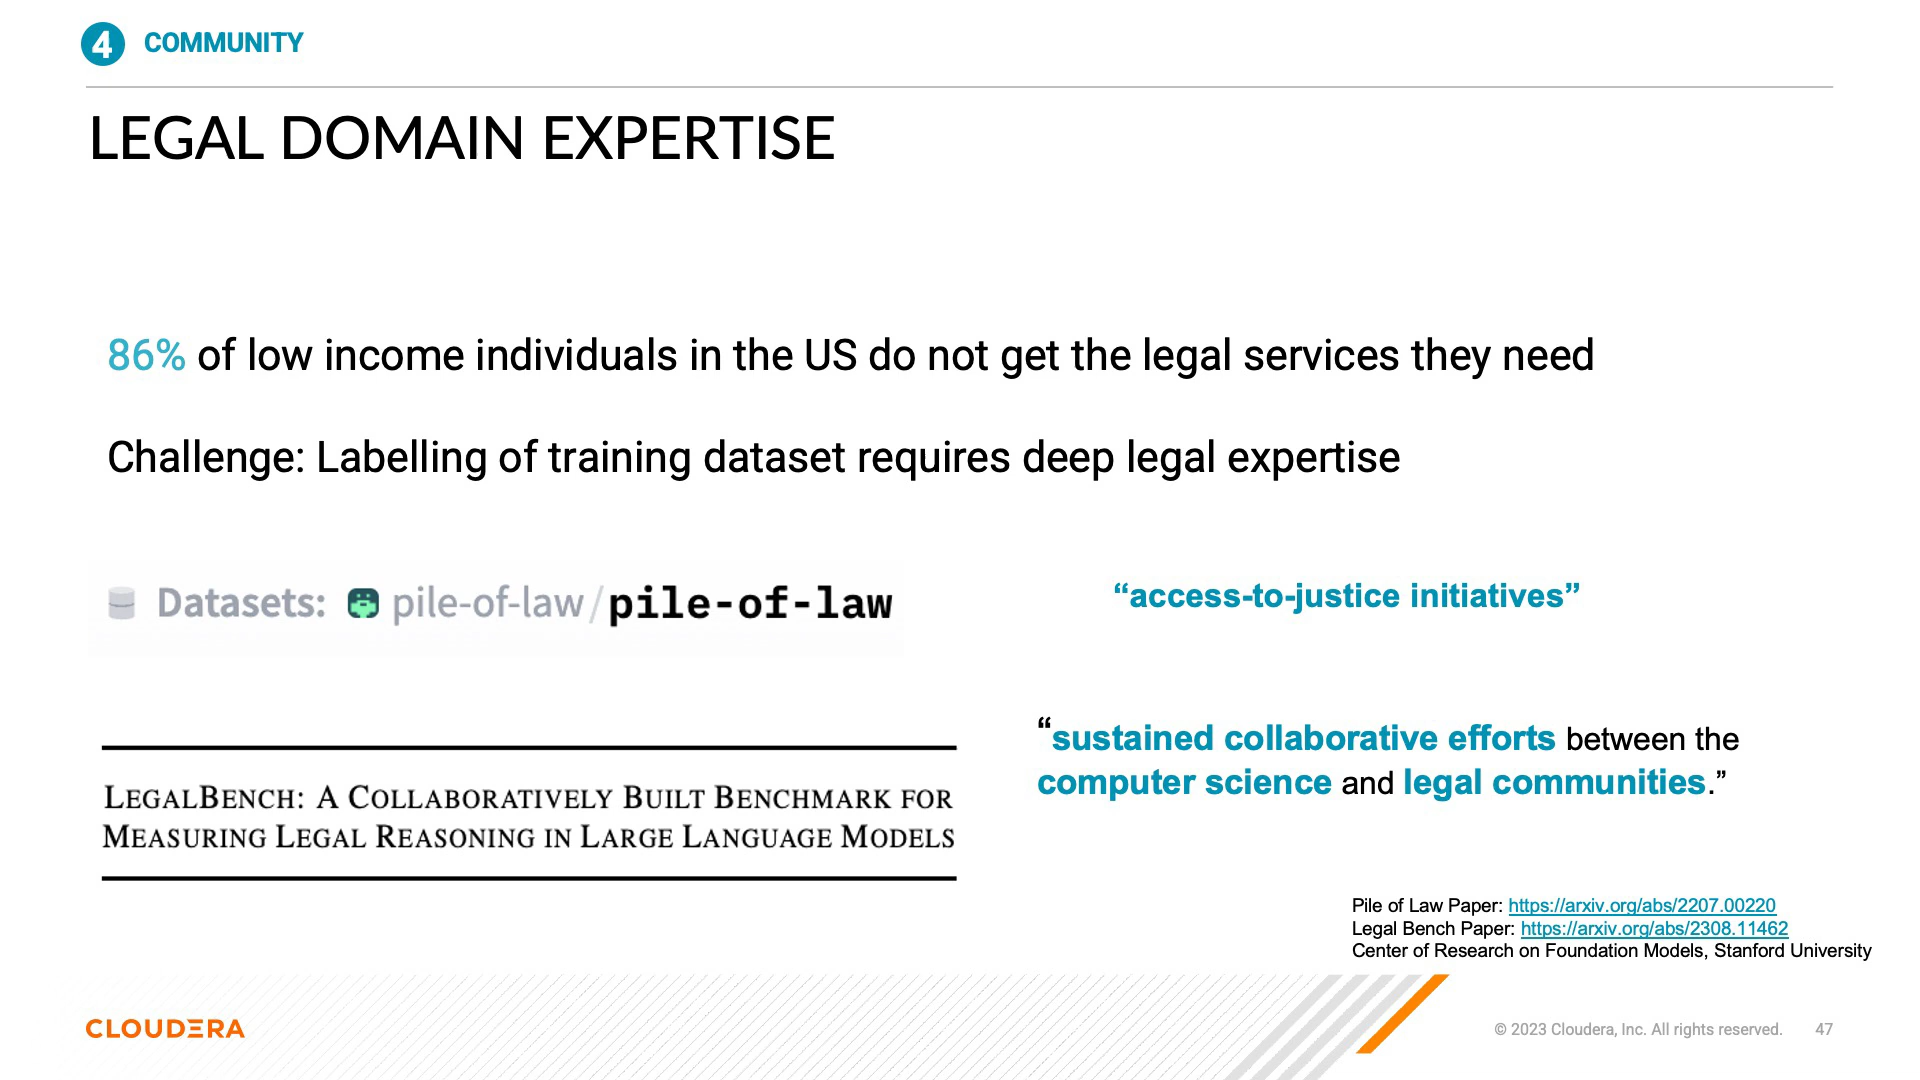 4 COMMUNITY
LEGAL DOMAIN EXPERTISE
86% of low income individuals in the US do not get the legal services they need
Challenge: Labelling of training dataset requires deep legal expertise
Datasets: pile-of-law/pile-of-law
“access-to-justice initiatives”
“sustained collaborative efforts between the
computer science and legal communities.”
LEGALBENCH: A COLLABORATIVELY BUILT BENCHMARK FOR
MEASURING LEGAL REASONING IN LARGE LANGUAGE MODELS
Pile of Law Paper: https://arxiv.org/abs/2207.00220
Legal Bench Paper: https://arxiv.org/abs/2308.11462
Center of Research on Foundation Models, Stanford University
CLOUDERA
© 2023 Cloudera, Inc. All rights reserved. 47